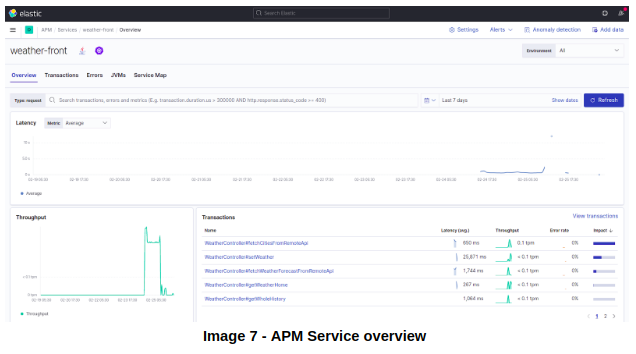 elastic
Search Elastic
APM / Services / weather-front / Overview
Settings Alerts Anomaly detection Add data
weather-front
Environment All
Overview Transactions Errors JVMs Service Map
Type request Search transactions, errors and metrics (E.g. transaction.duration.us > 300000 AND http.response.status_code >= 400) Last 7 days Show dates Refresh
Latency Metric Average
Average
Throughput
Throughput
Transactions View transactions
Name Latency (avg.) Throughput Error rate Impact
WeatherController#fetchCitiesFromRemoteApi 650 ms 0.1 tpm 0%
WeatherController#setWeather 25,871 ms < 0.1 tpm 0%
WeatherController#fetchWeatherForecastFromRemoteApi 1,744 ms < 0.1 tpm 0%
WeatherController#getWeatherHome 267 ms < 0.1 tpm 0%
WeatherController#getWholeHistory 1,064 ms < 0.1 tpm 0%
1 2
Image 7 - APM Service overview